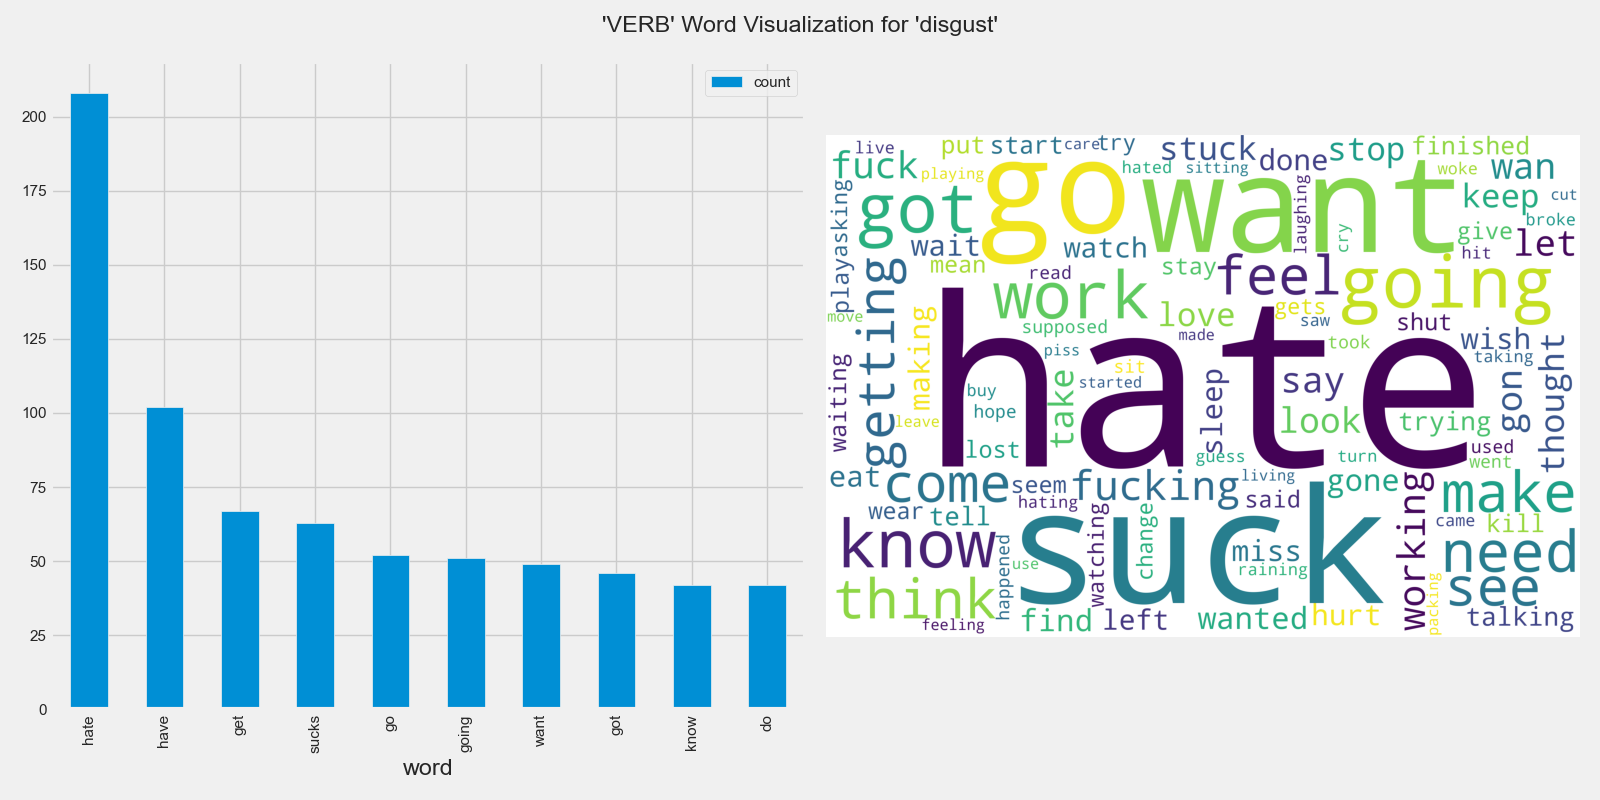 'VERB' Word Visualization for 'disgust'
count
200
175
150
125
100
75
50
25
0
hate
have
get
sucks
go
going
want
got
know
do
word
live
put
start
care
try
stuck
stop
finished
fuck
playing
go
hated
sitting
done
want
woke
wan
keep
cut
playasking
got
laughing
cry
give
broke
wait
watch
hit
let
mean
read
stay
feel
going
getting
work
gets
move
making
supposed
love
saw
shut
made
took
wish
hate
piss
taking
waiting
sit
started
sleep
say
gon
thought
buy
take
leave
hope
look
trying
lost
guess
turn
used
went
eat
come
seem
fucking
living
gone
make
hating
said
working
wear
tell
suck
came
kill
know
happened
watching
change
miss
need
use
raining
see
think
packing
feeling
find
left
wanted
hurt
talking